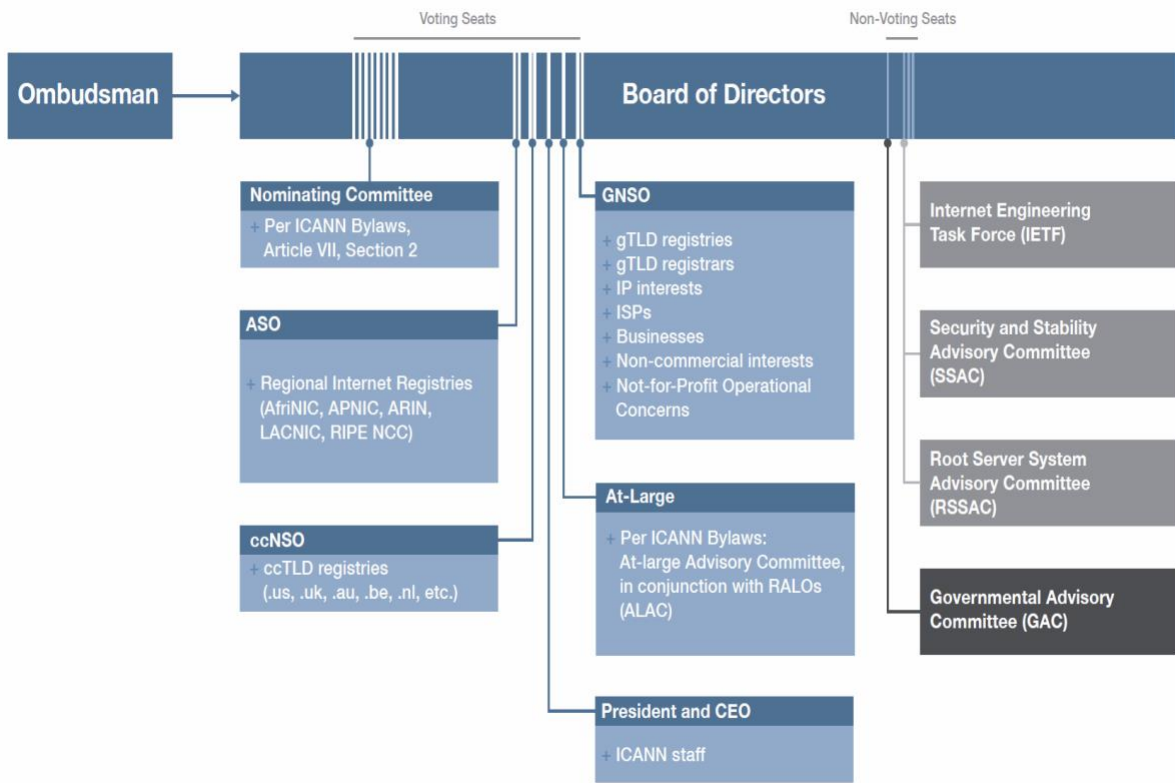 Voting Seats
Non-Voting Seats
Ombudsman
Board of Directors
Nominating Committee
+ Per ICANN Bylaws,
Article VII, Section 2
ASO
+ Regional Internet Registries
(AfriNIC, APNIC, ARIN,
LACNIC, RIPE NCC)
ccNSO
+ ccTLD registries
(.us, .uk, .au, .be, .nl, etc.)
GNSO
+ gTLD registries
+ gTLD registrars
+ IP interests
+ ISPs
+ Businesses
+ Non-commercial interests
+ Not-for-Profit Operational
Concerns
At-Large
+ Per ICANN Bylaws:
At-large Advisory Committee,
in conjunction with RALOs
(ALAC)
President and CEO
+ ICANN staff
Internet Engineering
Task Force (IETF)
Security and Stability
Advisory Committee
(SSAC)
Root Server System
Advisory Committee
(RSSAC)
Governmental Advisory
Committee (GAC)